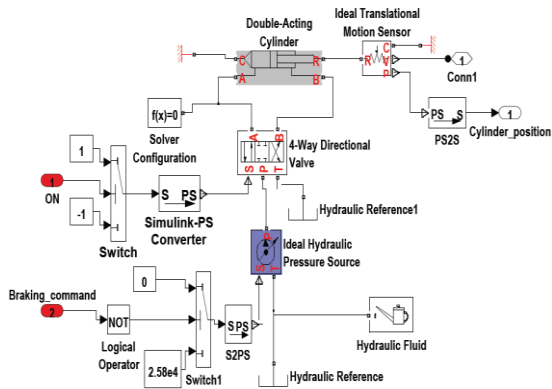 Double-Acting
Cylinder
Ideal Translational
Motion Sensor
C
R
A
B
C
R
V
P
1
Conn1
PS S
PS2S
1
Cylinder_position
f(x)=0
Solver
Configuration
A B
S P T
4-Way Directional
Valve
1
1
ON
-1
Switch
S PS
Simulink-PS
Converter
Hydraulic Reference1
P
S T
Ideal Hydraulic
Pressure Source
0
Braking_command
2
NOT
Logical
Operator
2.58e4
Switch1
S PS
S2PS
Hydraulic Fluid
Hydraulic Reference